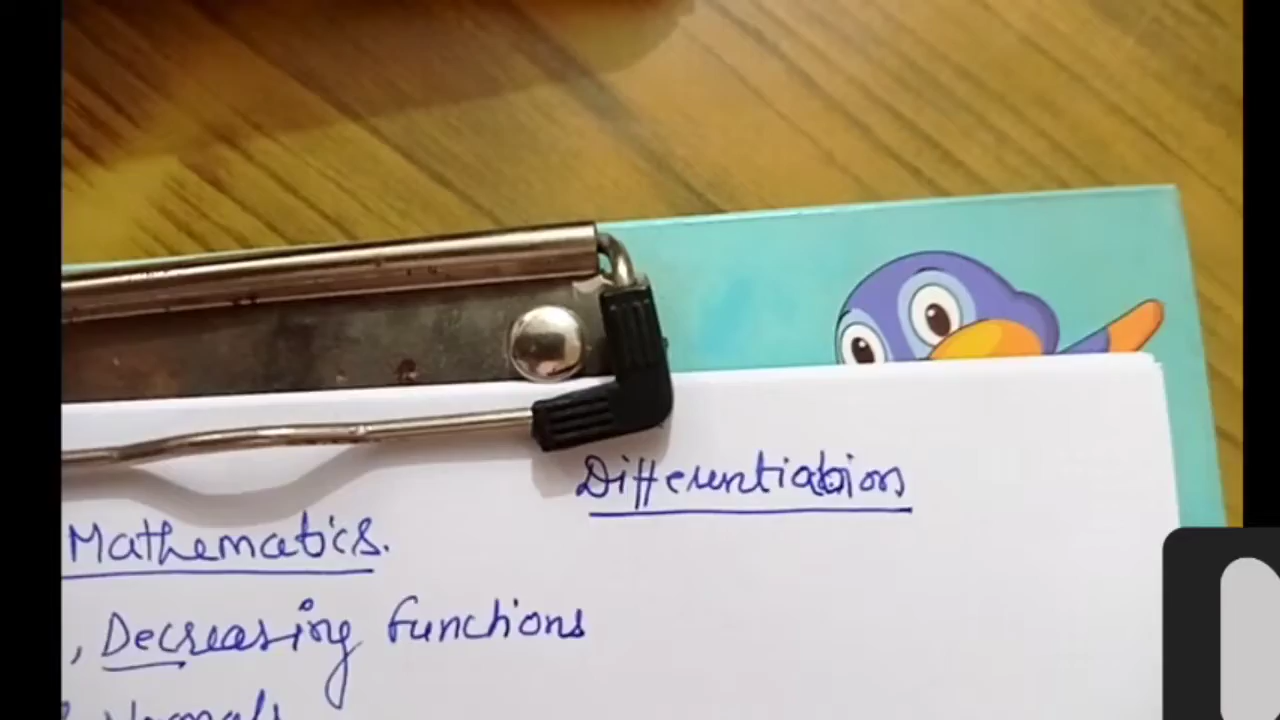 Differentiation
Mathematics.
, Decreasing functions